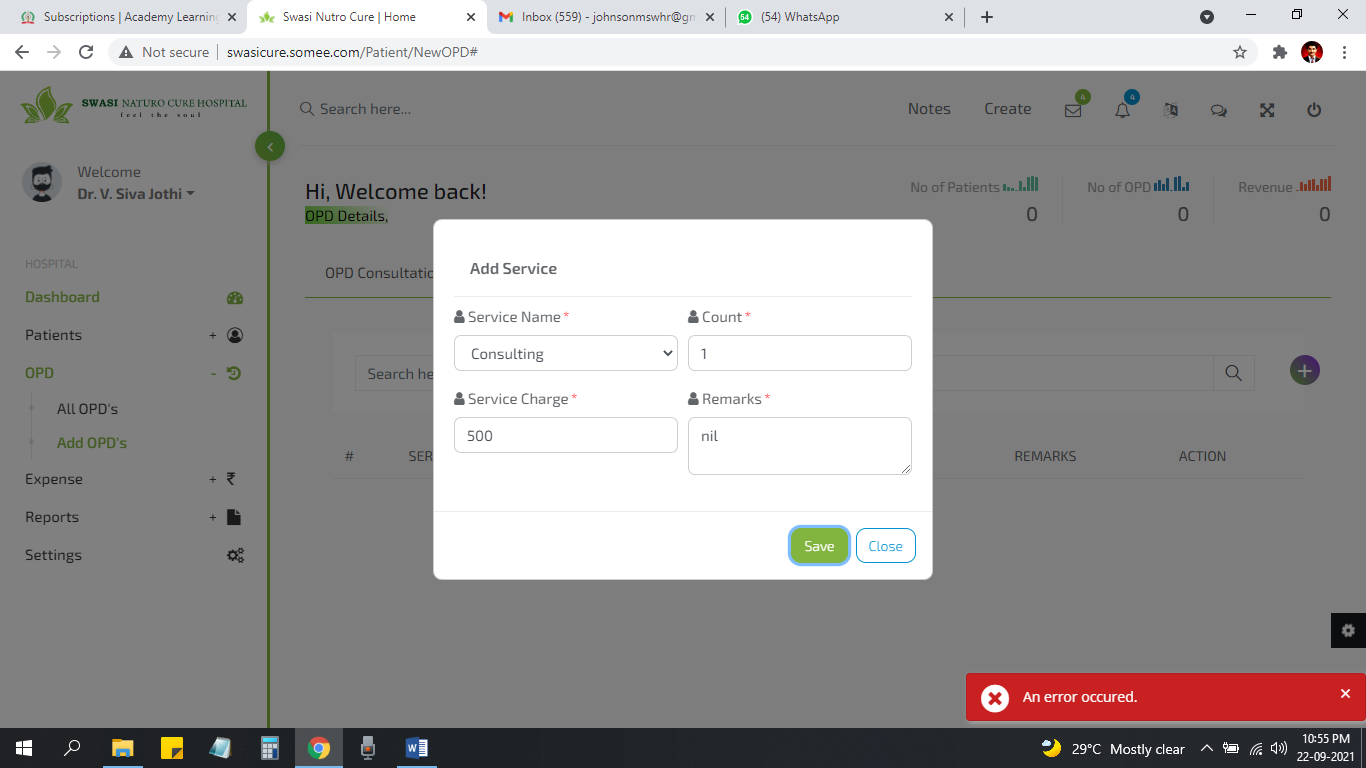 Subscriptions | Academy Learning
Swasi Nutro Cure | Home
Inbox (559) - johnsonmswhr@gm
54
(54) WhatsApp
Not secure
swasicure.somee.com/Patient/NewOPD#
SWASI NATURO CURE HOSPITAL
feel the soul
Search here...
Notes
Create
4
4
Welcome
Dr. V. Siva Jothi
Hi, Welcome back!
OPD Details,
No of Patients
0
No of OPD
0
Revenue
0
HOSPITAL
Dashboard
Patients +
OPD -
All OPD's
Add OPD's
Expense +
Reports +
Settings
OPD Consultatio
Search he
#
SER
REMARKS
ACTION
Add Service
Service Name *
Count *
Consulting
1
Service Charge *
Remarks *
500
nil
Save
Close
An error occured.
29°C Mostly clear
10:55 PM
22-09-2021